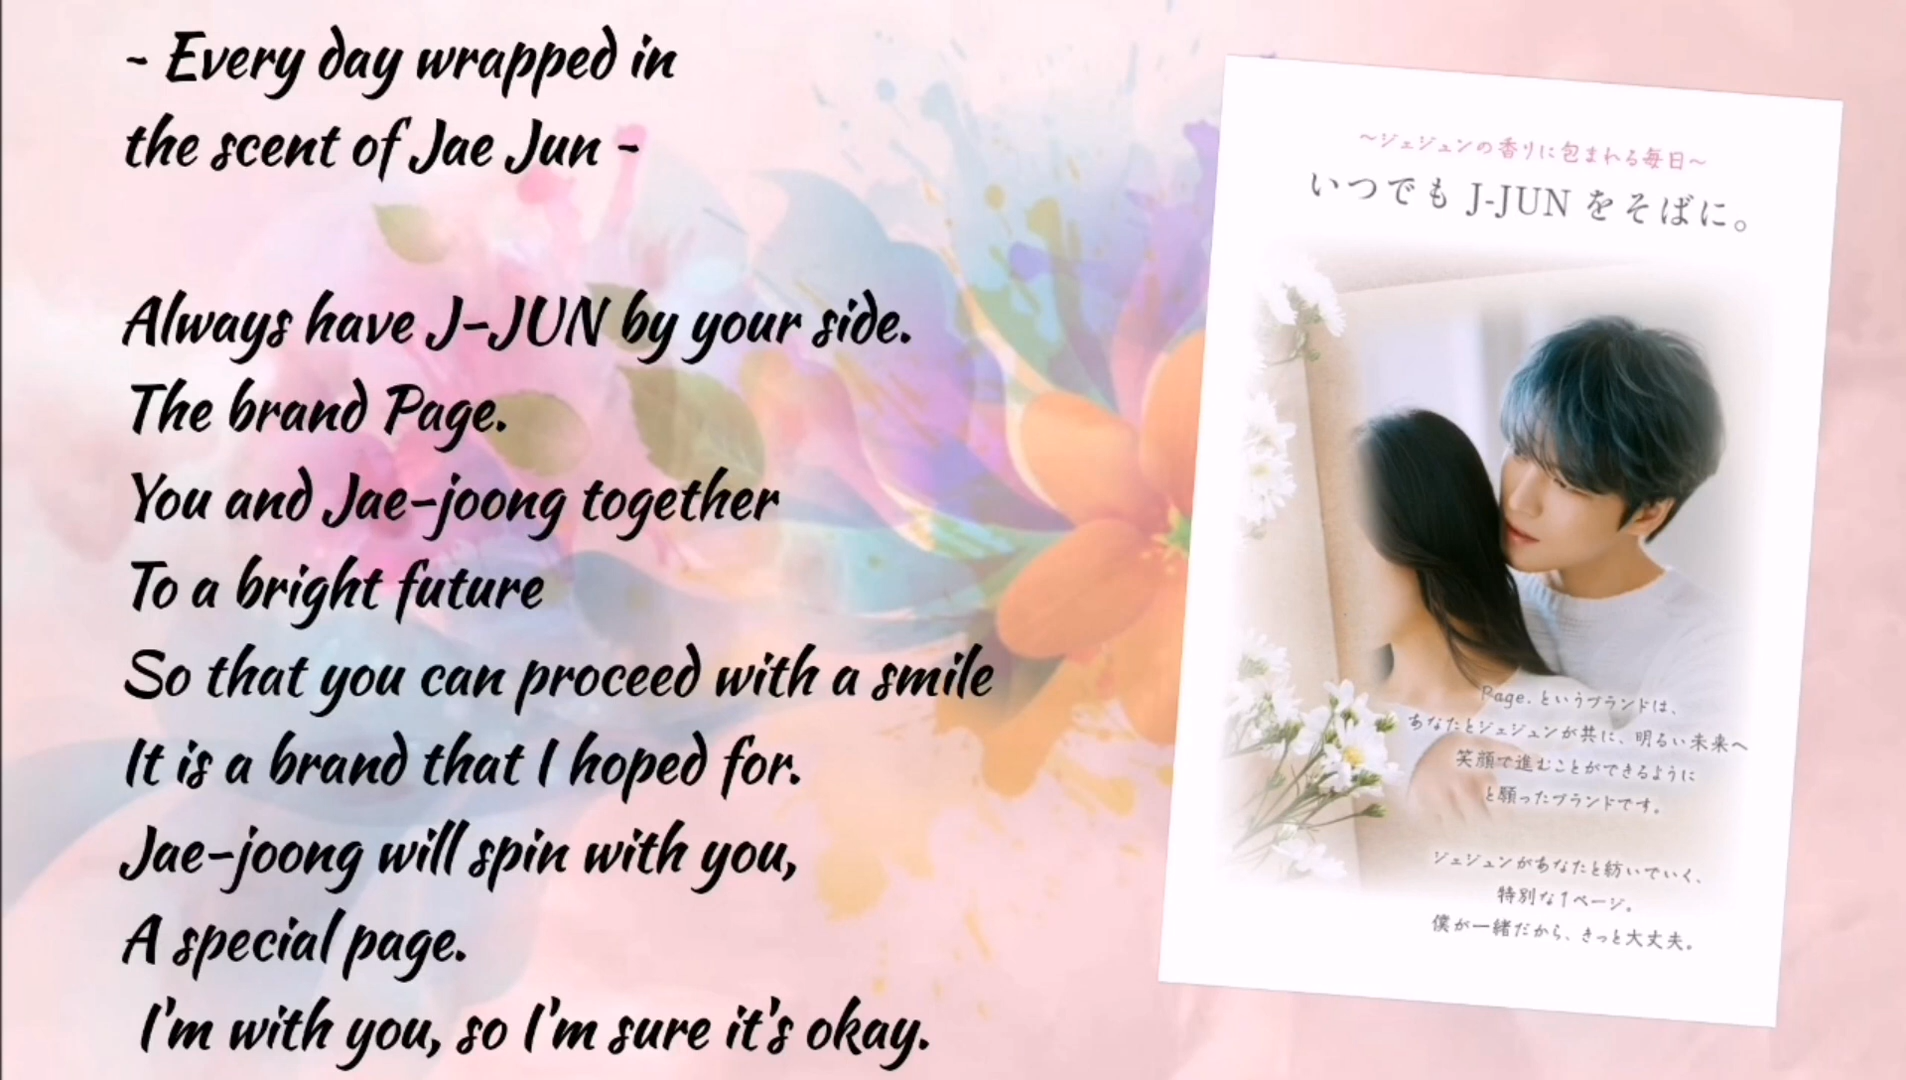 ~ Every day wrapped in
the scent of Jae Jun ~
Always have J-JUN by your side.
The brand Page.
You and Jae-joong together
To a bright future
So that you can proceed with a smile
It is a brand that I hoped for.
Jae-joong will spin with you,
A special page.
I'm with you, so I'm sure it's okay.
～ジェジュンの香りに包まれる毎日～
いつでも J-JUN をそばに。
Page. というブランドは、
あなたとジェジュンが共に、明るい未来へ
笑顔で進むことができるように
と願ったブランドです。
ジェジュンがあなたと紡いでいく、
特別な1ページ。
僕が一緒だから、きっと大丈夫。